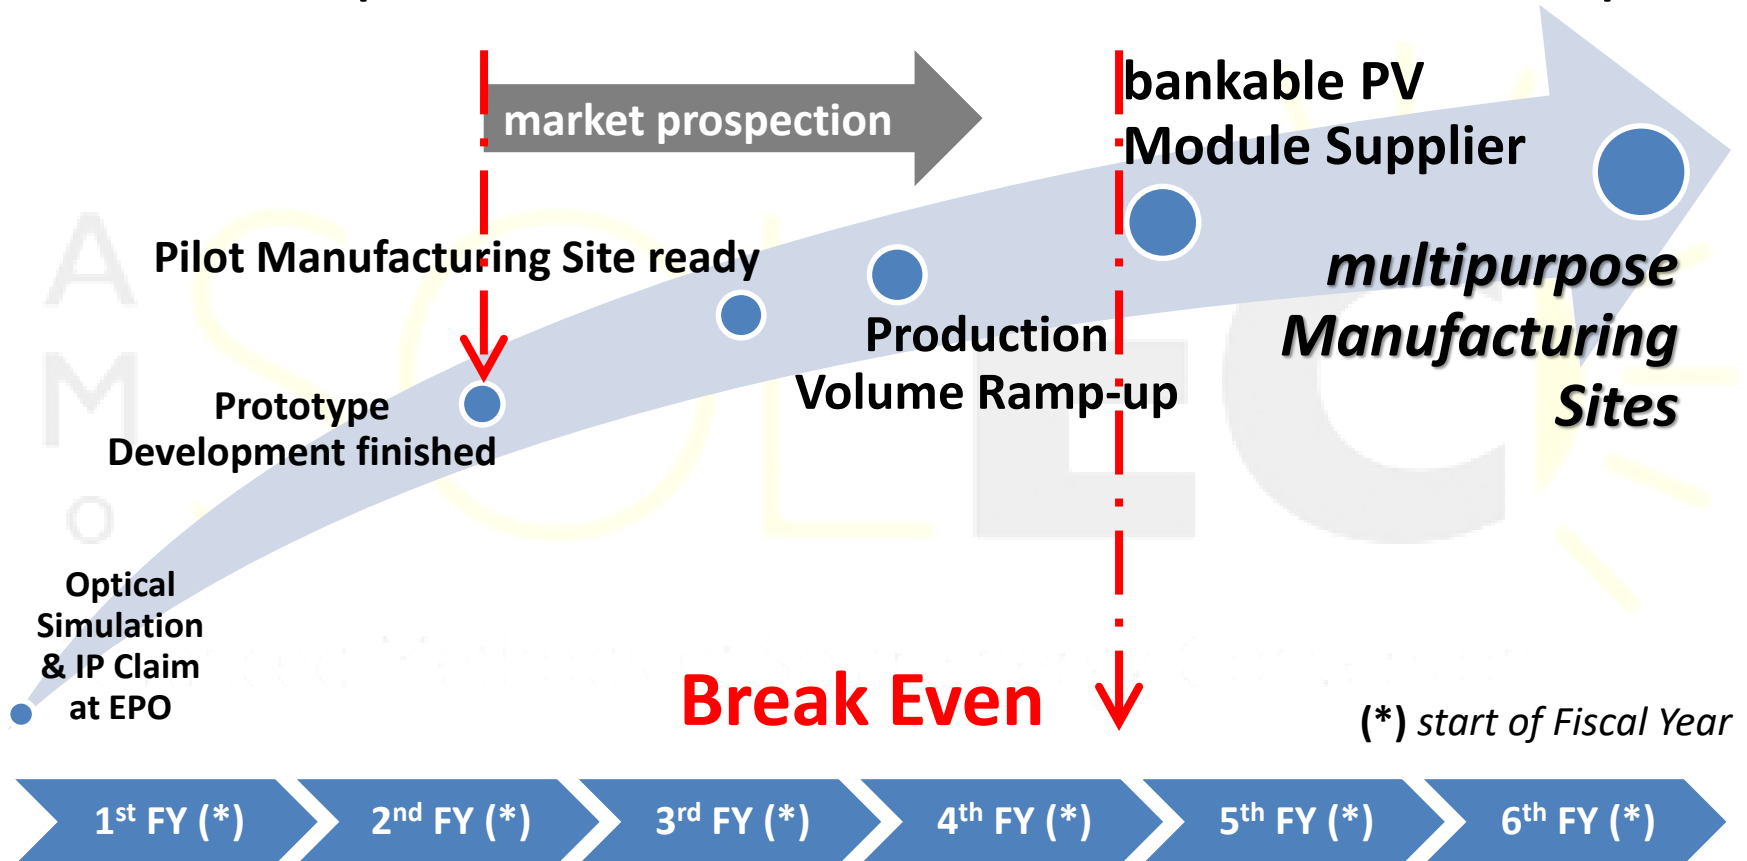 market prospection
bankable PV
Module Supplier
Pilot Manufacturing Site ready
multipurpose
Manufacturing
Sites
Production
Volume Ramp-up
Prototype
Development finished
Optical
Simulation
& IP Claim
at EPO
Break Even
(*) start of Fiscal Year
1st FY (*)
2nd FY (*)
3rd FY (*)
4th FY (*)
5th FY (*)
6th FY (*)
A
M
o
SOLEC